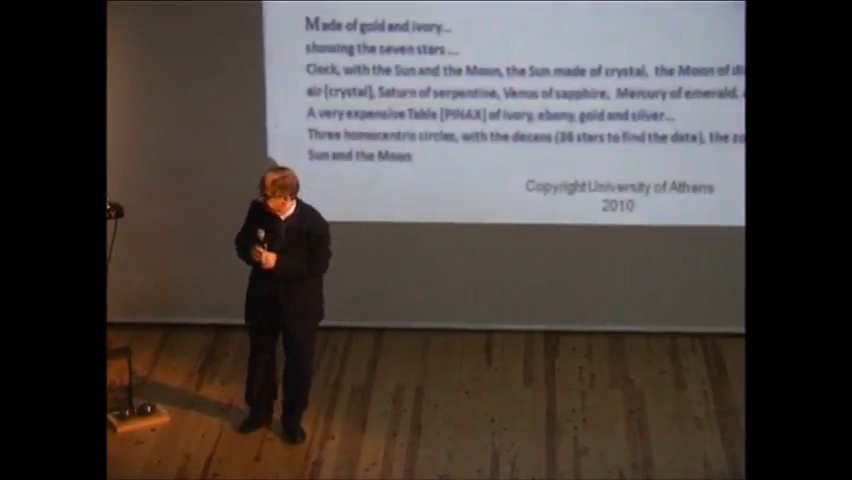 Made of gold and ivory...
showing the seven stars ...
Clock, with the Sun and the Moon, the Sun made of crystal, the Moon of
air [crystal], Saturn of serpentine, Venus of sapphire, Mercury of emerald,
A very expensive Table [PINAX] of ivory, ebony, gold and silver...
Three homocentric circles, with the decans (36 stars to find the date), the
Sun and the Moon
Copyright University of Athens
2010